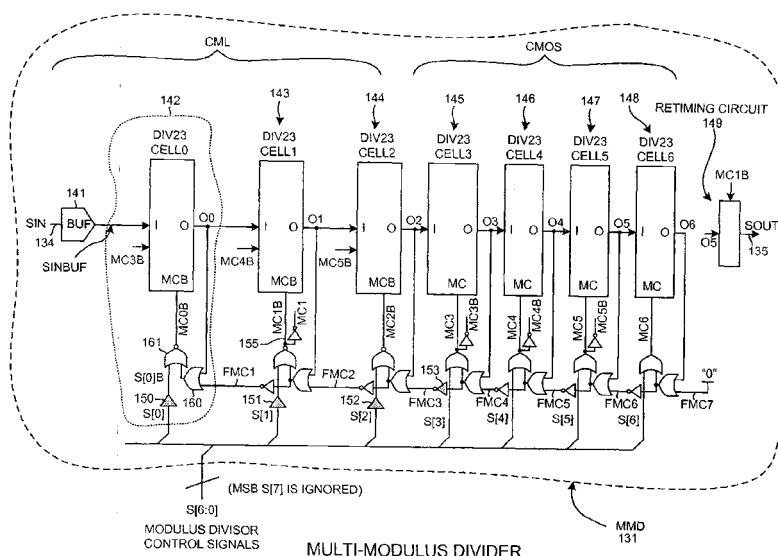 CML
CMOS
142
143
144
145
146
147
148
RETIMING CIRCUIT
149
DIV23
CELL0
DIV23
CELL1
DIV23
CELL2
DIV23
CELL3
DIV23
CELL4
DIV23
CELL5
DIV23
CELL6
MC1B
141
SIN
134
BUF
SINBUF
I
O
O0
I
O
O1
I
O
O2
I
O
O3
I
O
O4
I
O
O5
I
O
O6
O5
SOUT
135
MC3B
MC4B
MC5B
MCB
MCB
MCB
MC
MC
MC
MC
MC0B
MC1B
MC1
MC2B
MC3
MC3B
MC4
MC4B
MC5
MC5B
MC6
155
161
153
S[0]B
FMC1
FMC2
FMC3
FMC4
FMC5
FMC6
FMC7
"0"
150
S[0]
160
151
S[1]
152
S[2]
S[3]
S[4]
S[5]
S[6]
(MSB S[7] IS IGNORED)
S[6:0]
MODULUS DIVISOR
CONTROL SIGNALS
MULTI-MODULUS DIVIDER
MMD
131